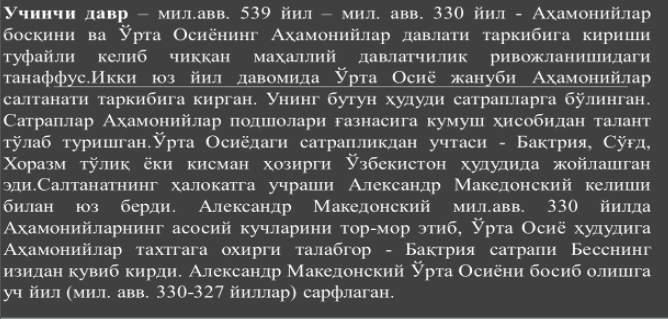 Учинчи давр – мил.авв. 539 йил – мил. авв. 330 йил - Аҳамонийлар
босқини ва Ўрта Осиёнинг Аҳамонийлар давлати таркибига кириши
туфайли келиб чиққан маҳаллий давлатчилик ривожланишидаги
танаффус.Икки юз йил давомида Ўрта Осиё жануби Аҳамонийлар
салтанати таркибига кирган. Унинг бутун ҳудуди сатрапларга бўлинган.
Сатраплар Аҳамонийлар подшолари ғазнасига кумуш ҳисобидан талант
тўлаб туришган.Ўрта Осиёдаги сатрапликдан учтаси - Бақтрия, Сўғд,
Хоразм тўлиқ ёки кисман ҳозирги Ўзбекистон ҳудудида жойлашган
эди.Салтанатнинг ҳалокатга учраши Александр Македонский келиши
билан юз берди. Александр Македонский мил.авв. 330 йилда
Аҳамонийларнинг асосий кучларини тор-мор этиб, Ўрта Осиё ҳудудига
Аҳамонийлар тахтгага охирги талабгор - Бақтрия сатрапи Бесснинг
изидан қувиб кирди. Александр Македонский Ўрта Осиёни босиб олишга
уч йил (мил. авв. 330-327 йиллар) сарфлаган.